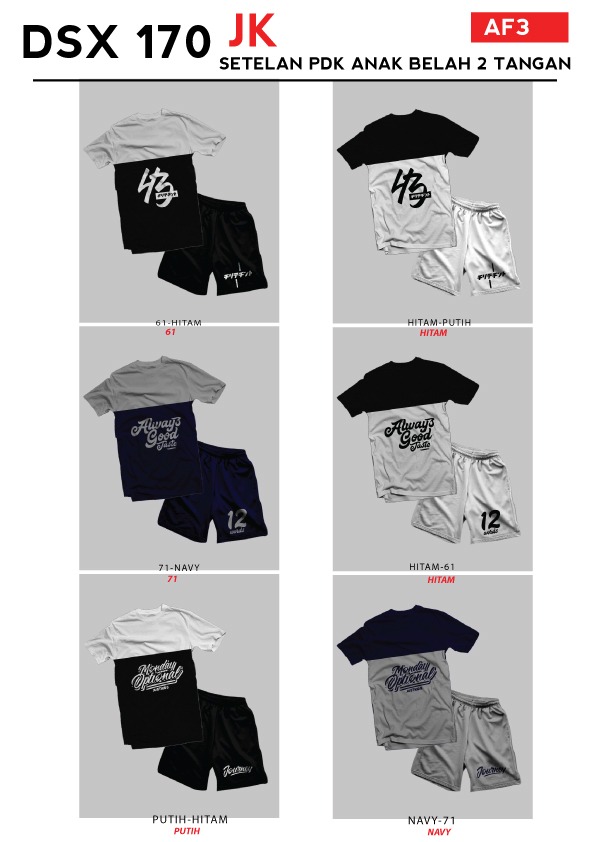 DSX 170 JK
AF3
SETELAN PDK ANAK BELAH 2 TANGAN
61-HITAM
61
HITAM-PUTIH
HITAM
Always
Good
Taste
12
71-NAVY
71
Always
Good
Taste
12
HITAM-61
HITAM
Monday
Optional
Journey
PUTIH-HITAM
PUTIH
Monday
Optional
Journey
NAVY-71
NAVY